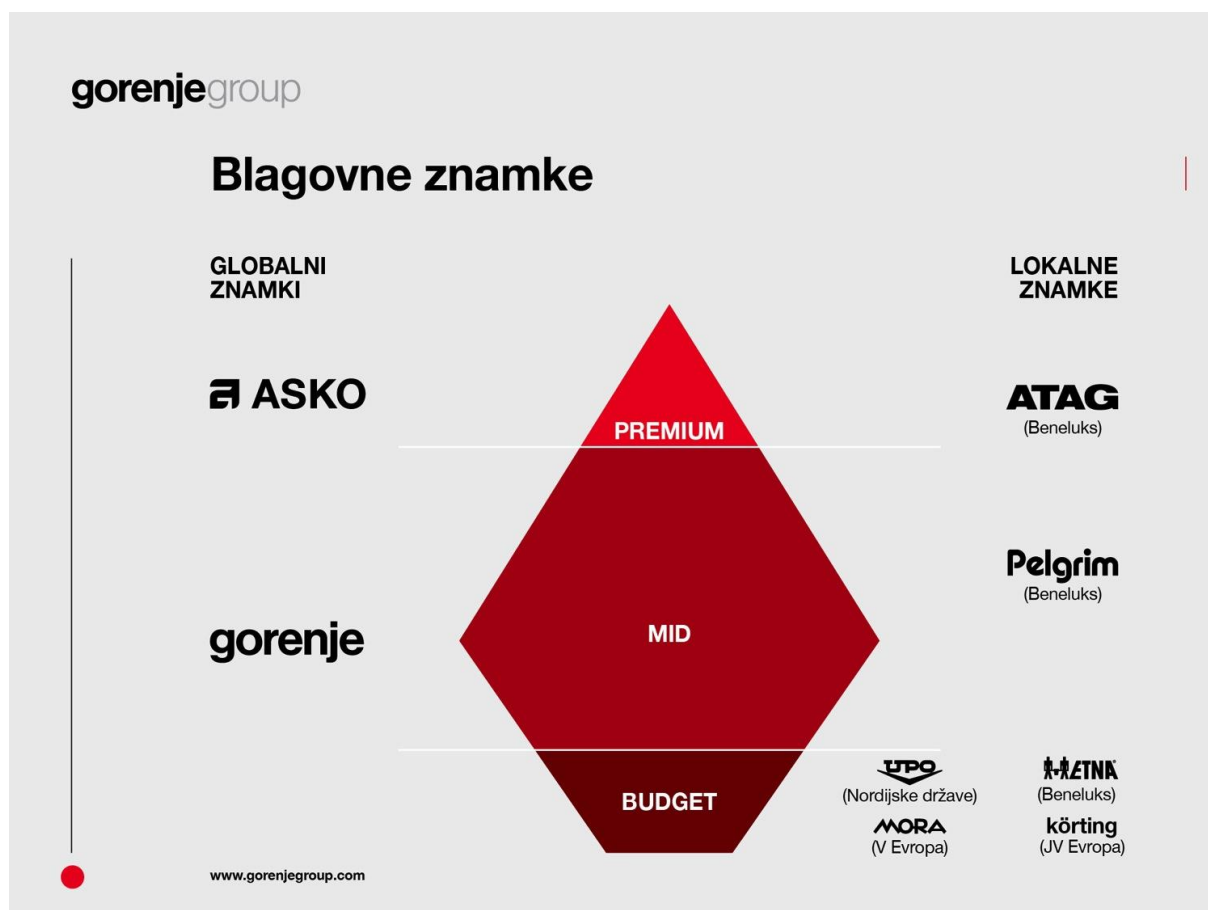 gorenjegroup
Blagovne znamke
GLOBALNI
ZNAMKI
LOKALNE
ZNAMKE
ASKO
PREMIUM
ATAG
(Beneluks)
Pelgrim
(Beneluks)
gorenje
MID
BUDGET
UPO
(Nordijske države)
ETNA
(Beneluks)
MORA
(V Evropa)
körting
(JV Evropa)
www.gorenjegroup.com